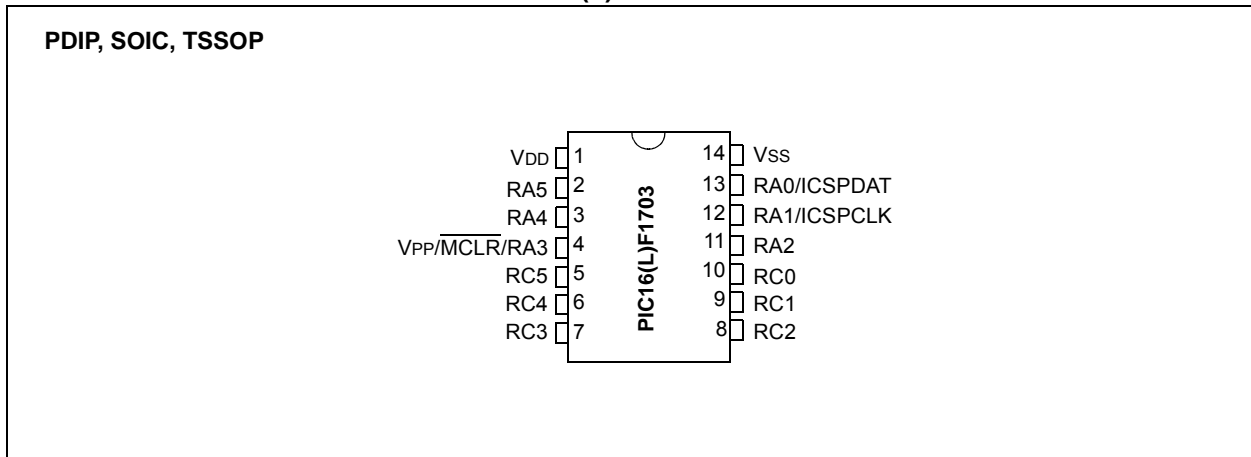 PDIP, SOIC, TSSOP
VDD 1 14 VSS
RA5 2 13 RA0/ICSPDAT
RA4 3 12 RA1/ICSPCLK
VPP/MCLR/RA3 4 11 RA2
RC5 5 10 RC0
RC4 6 9 RC1
RC3 7 8 RC2
PIC16(L)F1703